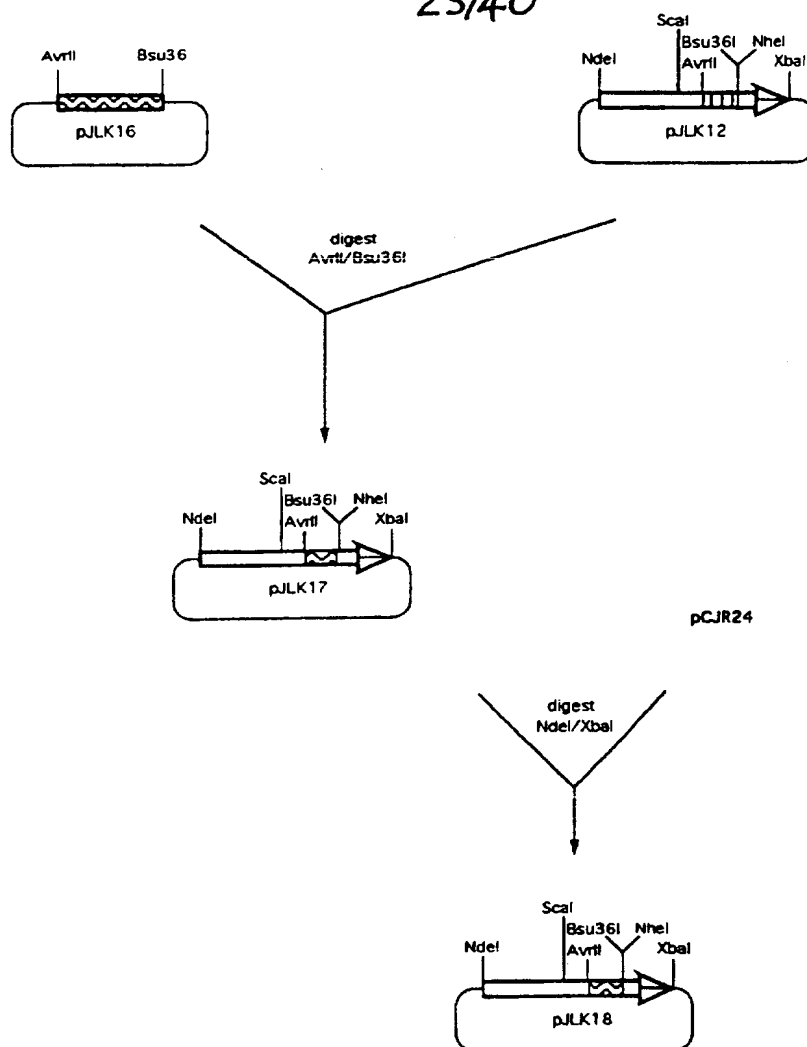 23/40
AvrII Bsu36
pJLK16
ScaI
Bsu36I NheI
NdeI AvrII XbaI
pJLK12
digest
AvrII/Bsu36I
ScaI
Bsu36I NheI
NdeI AvrII XbaI
pJLK17
pCJR24
digest
NdeI/XbaI
ScaI
Bsu36I NheI
NdeI AvrII XbaI
pJLK18